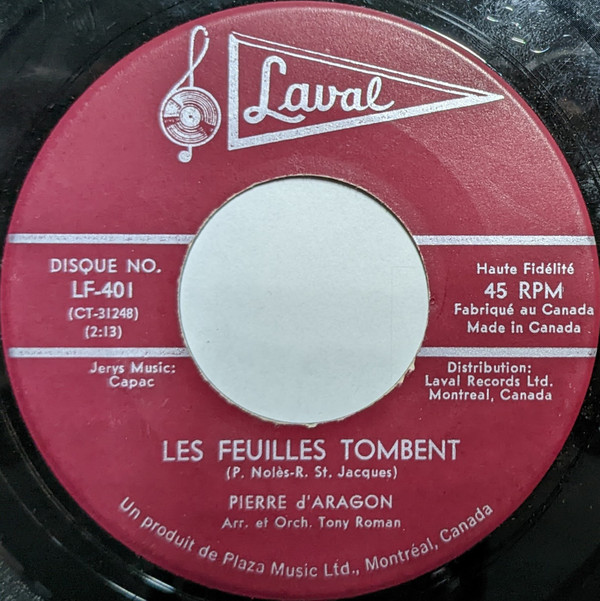 Laval
DISQUE NO.
LF-401
(CT-31248)
(2:13)
Haute Fidélité
45 RPM
Fabriqué au Canada
Made in Canada
Jerys Music:
Capac
Distribution:
Laval Records Ltd.
Montreal, Canada
LES FEUILLES TOMBENT
(P. Nolès-R. St. Jacques)
PIERRE d'ARAGON
Arr. et Orch. Tony Roman
Un produit de Plaza Music Ltd., Montréal, Canada